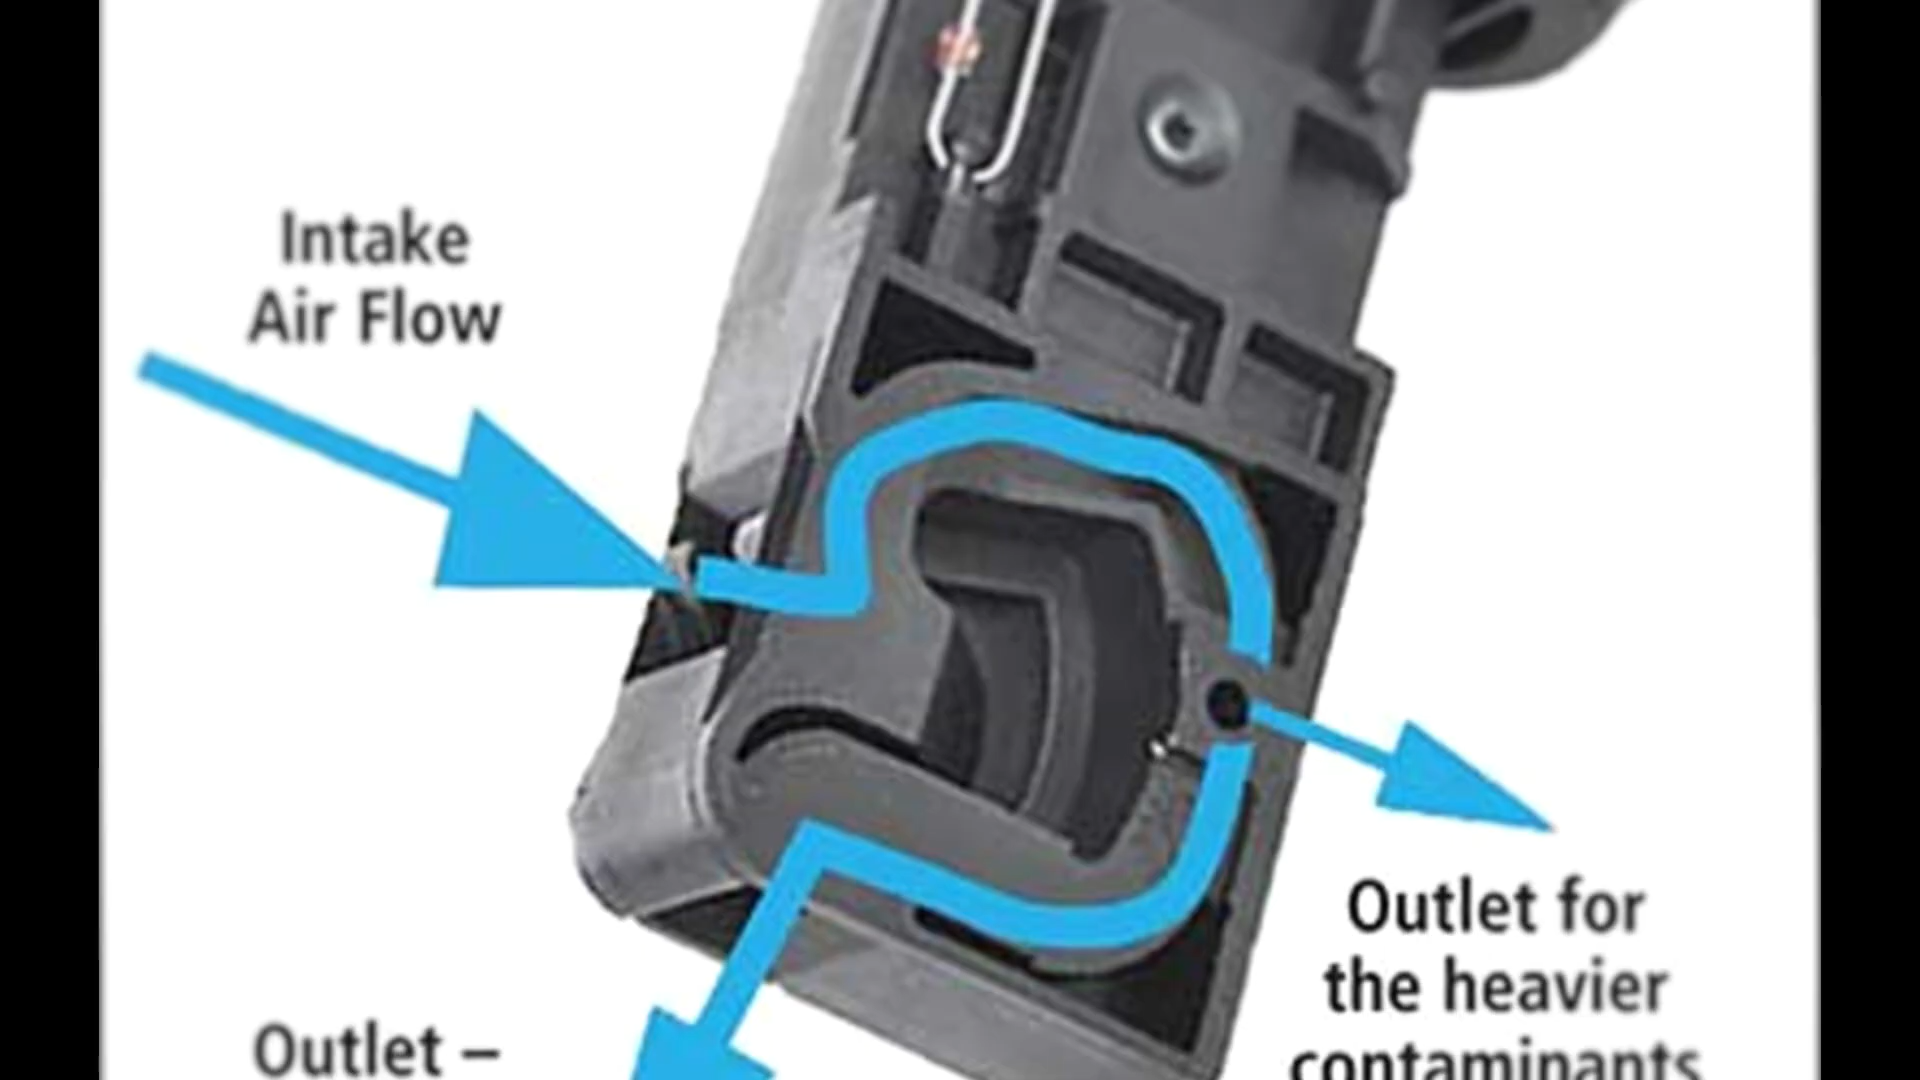 Intake
Air Flow
Outlet –
Outlet for
the heavier
contaminants